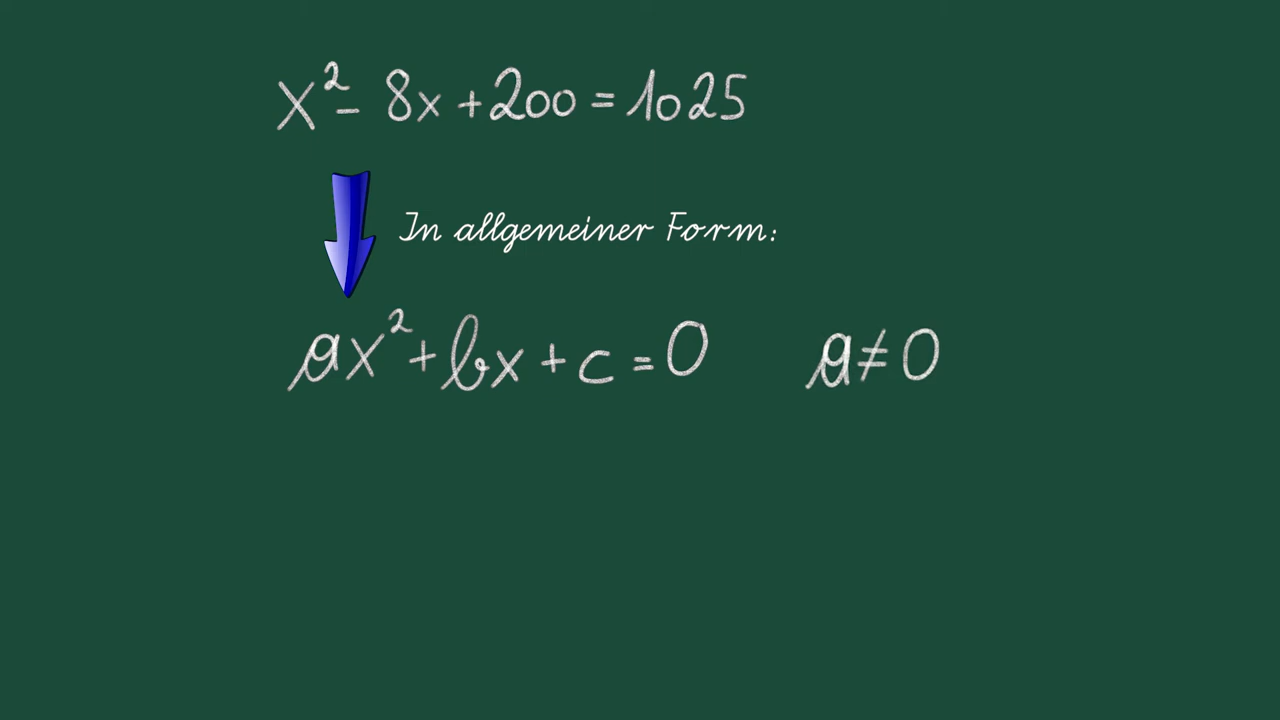 x² - 8x + 200 = 1025
In allgemeiner Form:
ax² + bx + c = 0 a ≠ 0